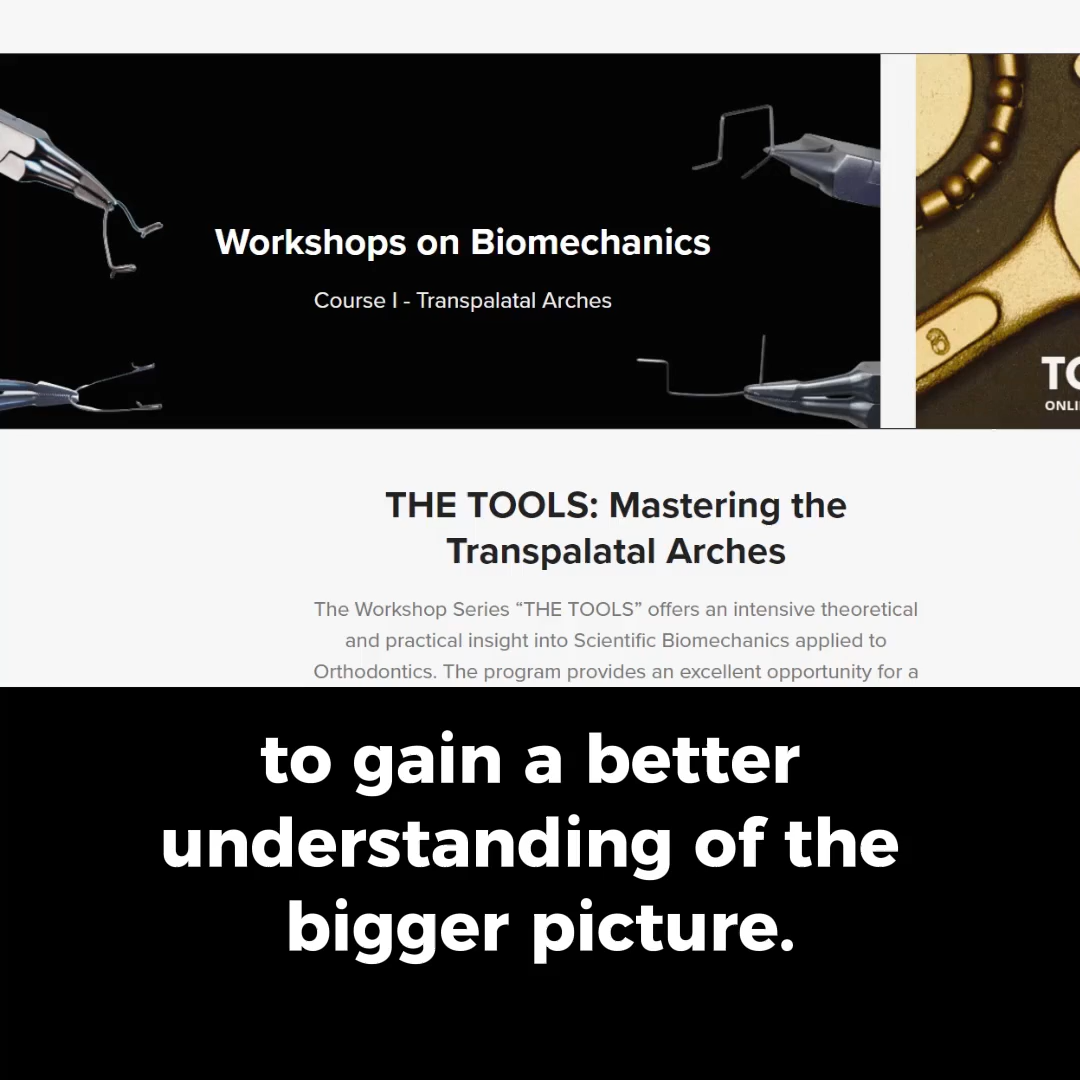 Workshops on Biomechanics
Course I - Transpalatal Arches
THE TOOLS: Mastering the
Transpalatal Arches
The Workshop Series “THE TOOLS” offers an intensive theoretical
and practical insight into Scientific Biomechanics applied to
Orthodontics. The program provides an excellent opportunity for a
to gain a better
understanding of the
bigger picture.